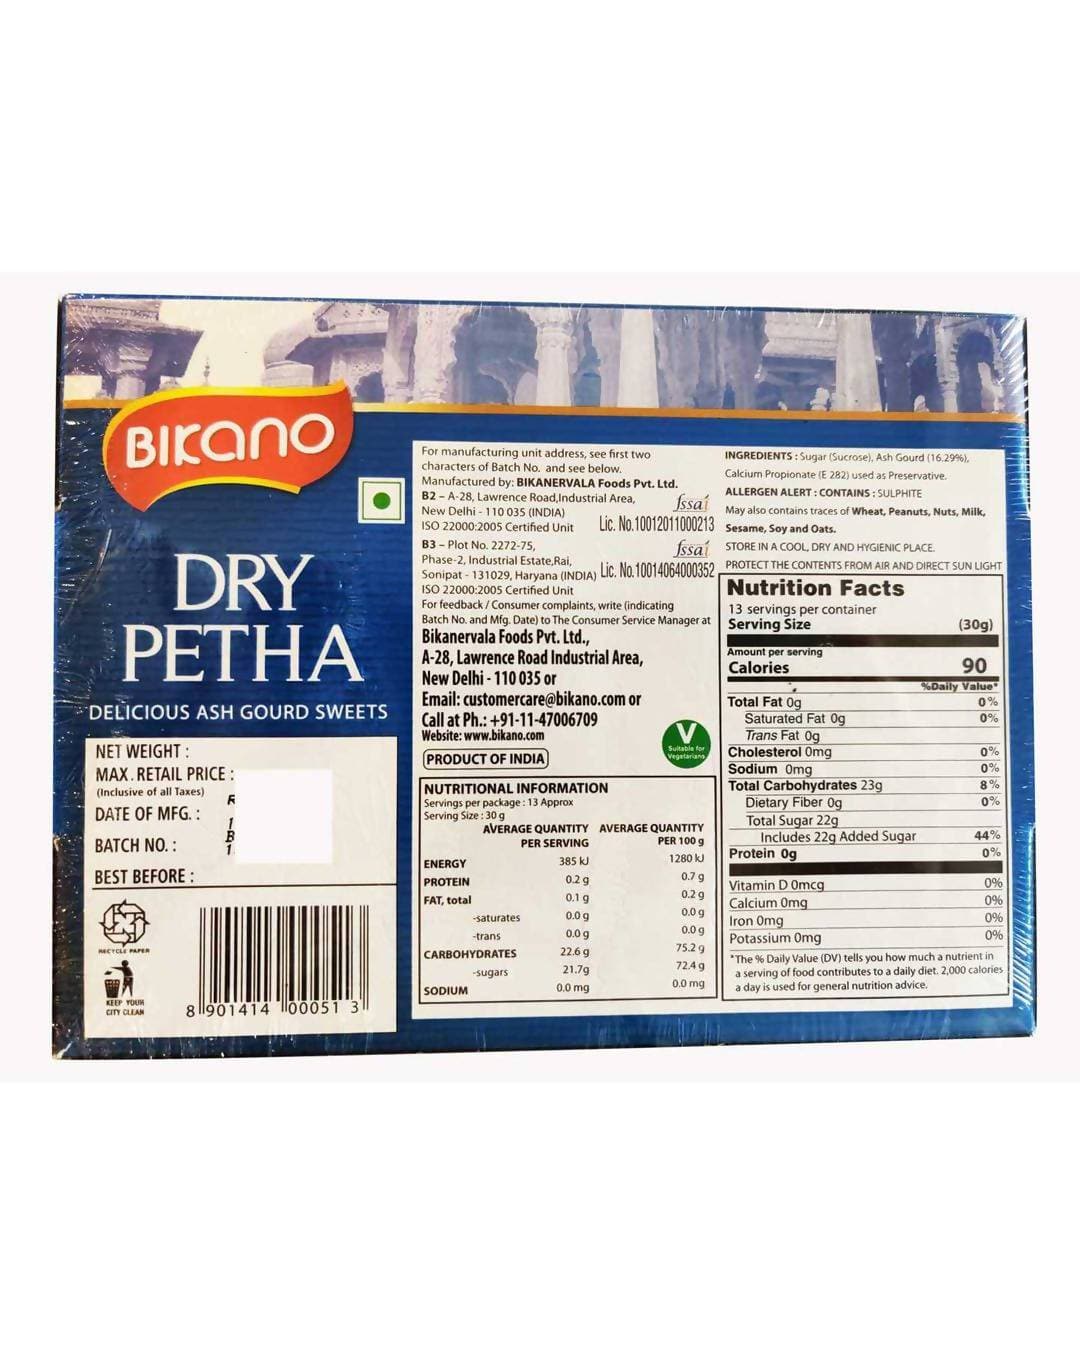 BIKANO
DRY
PETHA
DELICIOUS ASH GOURD SWEETS
NET WEIGHT :
MAX. RETAIL PRICE :
(Inclusive of all Taxes)
DATE OF MFG. :
BATCH NO. :
BEST BEFORE :
RECYCLE PAPER
KEEP YOUR
CITY CLEAN
8 901414 000051 3
For manufacturing unit address, see first two
characters of Batch No. and see below.
Manufactured by: BIKANERVALA Foods Pvt. Ltd.
B2 – A-28, Lawrence Road,Industrial Area,
New Delhi - 110 035 (INDIA)
ISO 22000:2005 Certified Unit
fssai
Lic. No.10012011000213
B3 – Plot No. 2272-75,
Phase-2, Industrial Estate,Rai,
Sonipat - 131029, Haryana (INDIA)
ISO 22000:2005 Certified Unit
fssai
Lic. No.10014064000352
For feedback / Consumer complaints, write (indicating
Batch No. and Mfg. Date) to The Consumer Service Manager at
Bikanervala Foods Pvt. Ltd.,
A-28, Lawrence Road Industrial Area,
New Delhi - 110 035 or
Email: customercare@bikano.com or
Call at Ph.: +91-11-47006709
Website: www.bikano.com
PRODUCT OF INDIA
V
Suitable for
Vegetarians
NUTRITIONAL INFORMATION
Servings per package : 13 Approx
Serving Size : 30 g
AVERAGE QUANTITY AVERAGE QUANTITY
PER SERVING PER 100 g
ENERGY 385 kJ 1280 kJ
PROTEIN 0.2 g 0.7 g
FAT, total 0.1 g 0.2 g
-saturates 0.0 g 0.0 g
-trans 0.0 g 0.0 g
CARBOHYDRATES 22.6 g 75.2 g
-sugars 21.7g 72.4 g
SODIUM 0.0 mg 0.0 mg
INGREDIENTS : Sugar (Sucrose), Ash Gourd (16.29%),
Calcium Propionate (E 282) used as Preservative.
ALLERGEN ALERT : CONTAINS : SULPHITE
May also contains traces of Wheat, Peanuts, Nuts, Milk,
Sesame, Soy and Oats.
STORE IN A COOL, DRY AND HYGIENIC PLACE.
PROTECT THE CONTENTS FROM AIR AND DIRECT SUN LIGHT
Nutrition Facts
13 servings per container
Serving Size (30g)
Amount per serving
Calories 90
%Daily Value*
Total Fat 0g 0%
Saturated Fat 0g 0%
Trans Fat 0g
Cholesterol 0mg 0%
Sodium 0mg 0%
Total Carbohydrates 23g 8%
Dietary Fiber 0g 0%
Total Sugar 22g
Includes 22g Added Sugar 44%
Protein 0g 0%
Vitamin D 0mcg 0%
Calcium 0mg 0%
Iron 0mg 0%
Potassium 0mg 0%
*The % Daily Value (DV) tells you how much a nutrient in
a serving of food contributes to a daily diet. 2,000 calories
a day is used for general nutrition advice.